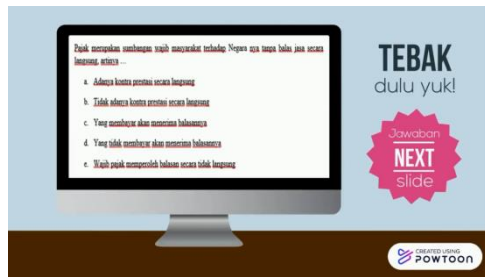 Pajak merupakan sumbangan wajib masyarakat terhadap Negara nya tanpa balas jasa secara
langsung, artinya ...
a. Adanya kontra prestasi secara langsung
b. Tidak adanya kontra prestasi secara langsung
c. Yang membayar akan menerima balasannya
d. Yang tidak membayar akan menerima balasannya
e. Wajib pajak memperoleh balasan secara tidak langsung
TEBAK
dulu yuk!
Jawaban
NEXT
slide
CREATED USING
POWTOON